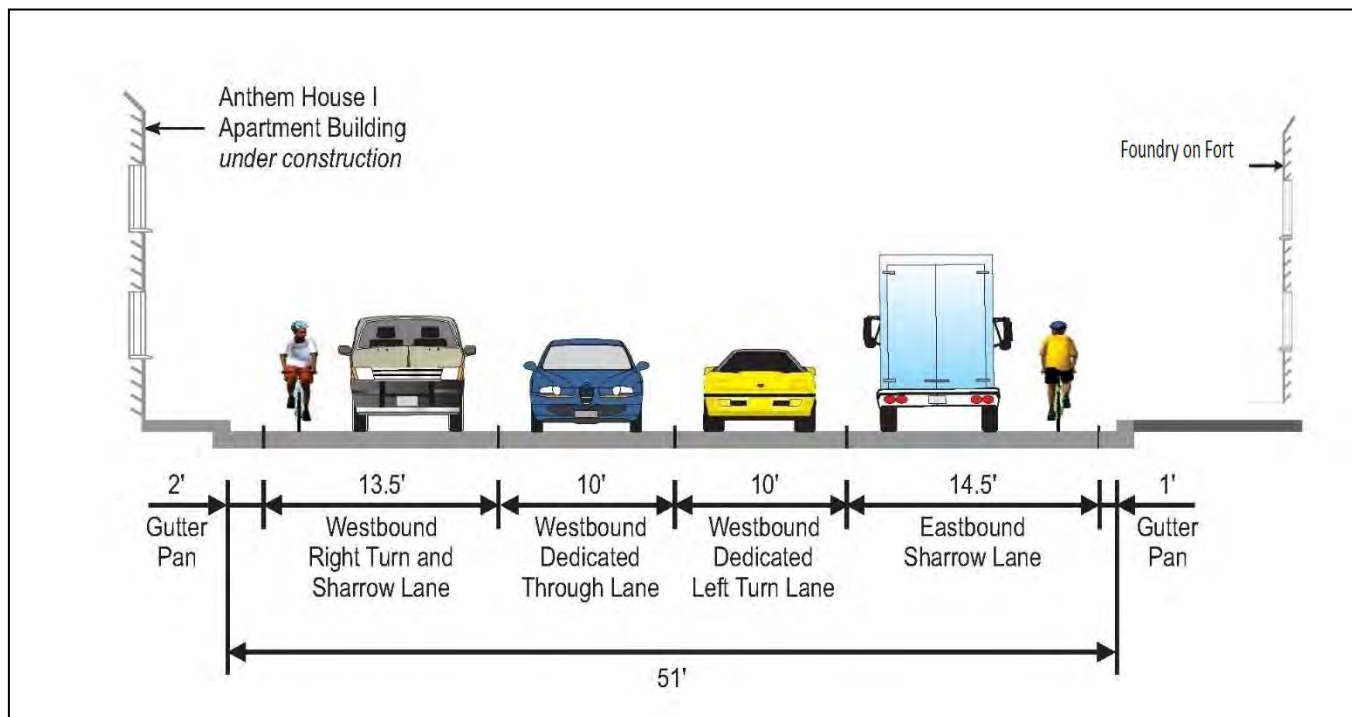 Anthem House I
Apartment Building
under construction
Foundry on Fort
2'
Gutter
Pan
13.5'
Westbound
Right Turn and
Sharrow Lane
10'
Westbound
Dedicated
Through Lane
10'
Westbound
Dedicated
Left Turn Lane
14.5'
Eastbound
Sharrow Lane
1'
Gutter
Pan
51'